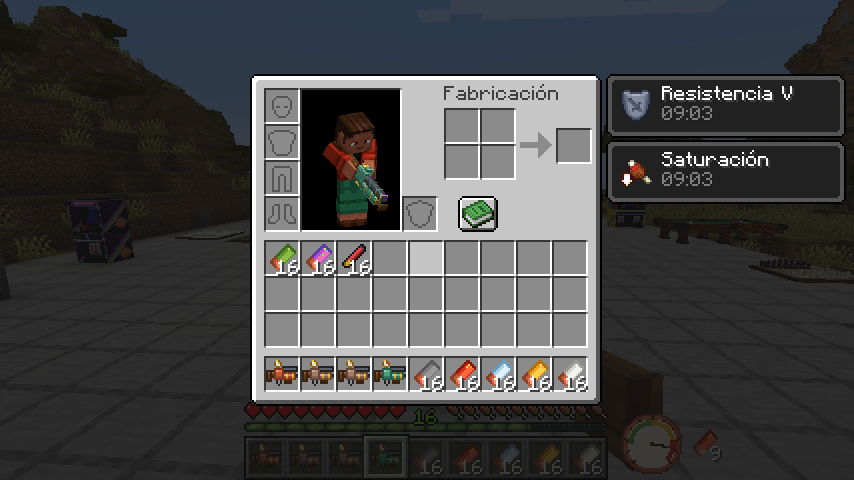 Fabricación
Resistencia V
09:03
Saturación
09:03
16 16 16
16 16 16 16 16
16
16 16 16 16 16
9